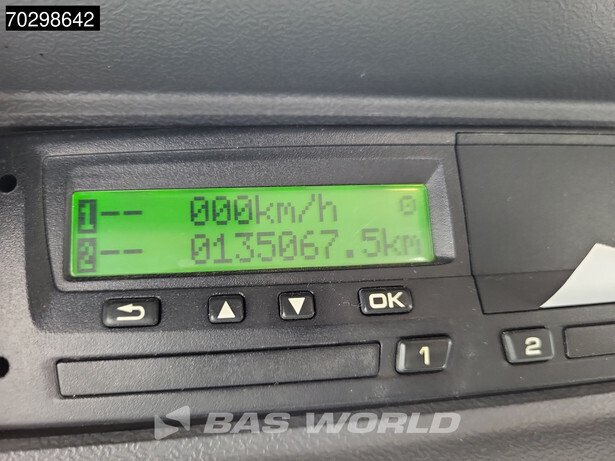 70298642
1 -- 000km/h
2 -- 0135067.5km
OK
1
2
BAS WORLD